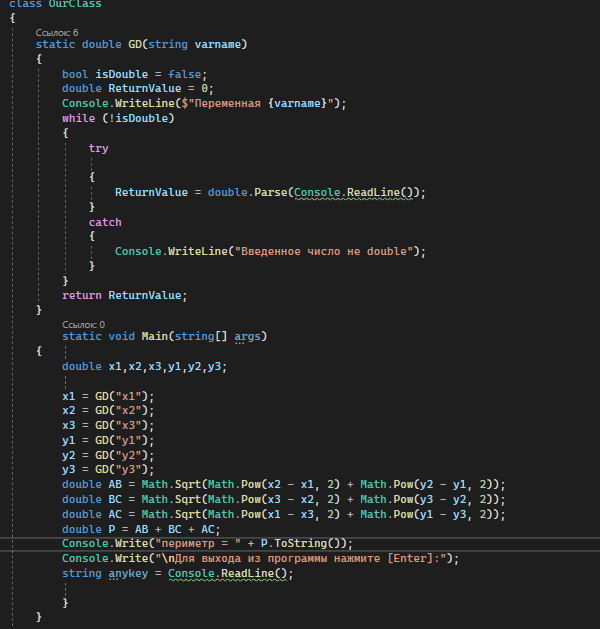 class OurClass
{
Ссылок: 6
static double GD(string varname)
{
bool isDouble = false;
double ReturnValue = 0;
Console.WriteLine($"Переменная {varname}");
while (!isDouble)
{
try
{
ReturnValue = double.Parse(Console.ReadLine());
}
catch
{
Console.WriteLine("Введенное число не double");
}
}
return ReturnValue;
}
Ссылок: 0
static void Main(string[] args)
{
double x1,x2,x3,y1,y2,y3;
x1 = GD("x1");
x2 = GD("x2");
x3 = GD("x3");
y1 = GD("y1");
y2 = GD("y2");
y3 = GD("y3");
double AB = Math.Sqrt(Math.Pow(x2 - x1, 2) + Math.Pow(y2 - y1, 2));
double BC = Math.Sqrt(Math.Pow(x3 - x2, 2) + Math.Pow(y3 - y2, 2));
double AC = Math.Sqrt(Math.Pow(x1 - x3, 2) + Math.Pow(y1 - y3, 2));
double P = AB + BC + AC;
Console.Write("периметр = " + P.ToString());
Console.Write("\nДля выхода из программы нажмите [Enter]:");
string anykey = Console.ReadLine();
}
}